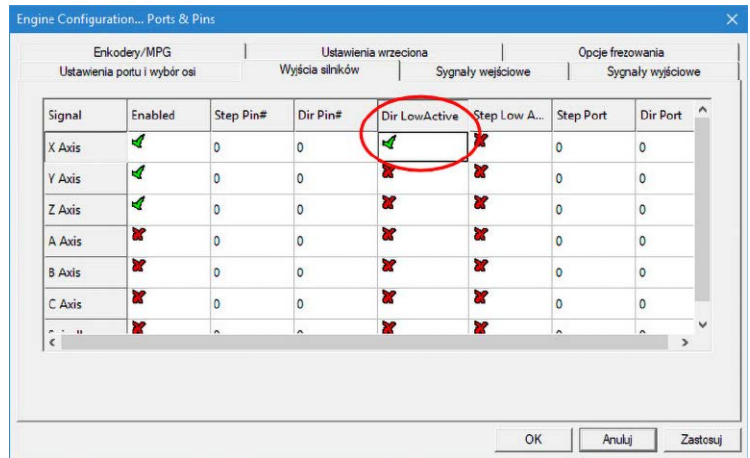 Engine Configuration... Ports & Pins
Enkodery/MPG Ustawienia wrzeciona Opcje frezowania
Ustawienia portu i wybór osi Wyjścia silników Sygnały wejściowe Sygnały wyjściowe
Signal Enabled Step Pin# Dir Pin# Dir LowActive Step Low A... Step Port Dir Port
X Axis 0 0 0 0
Y Axis 0 0 0 0
Z Axis 0 0 0 0
A Axis 0 0 0 0
B Axis 0 0 0 0
C Axis 0 0 0 0
OK Anuluj Zastosuj